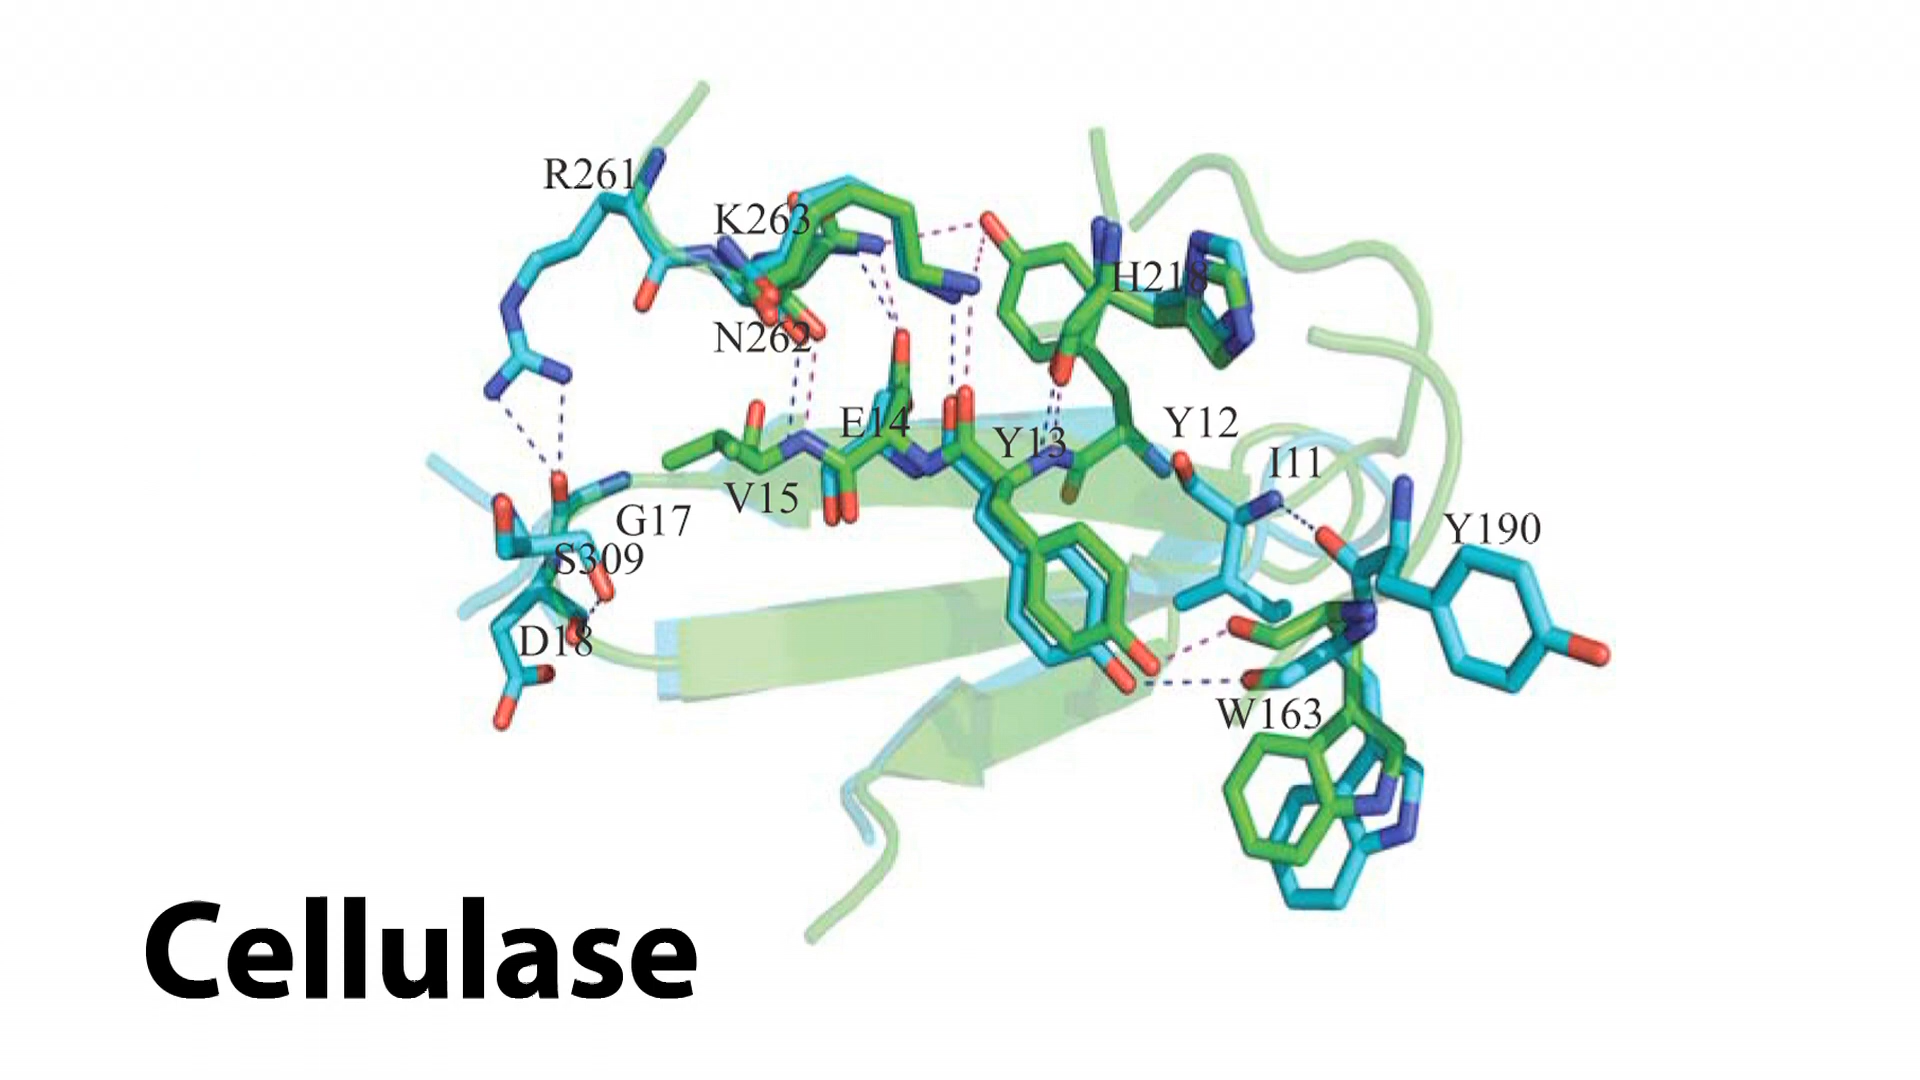 R261
K263
H218
N262
E14
Y12
Y13
I11
V15
G17
Y190
S309
D18
W163
Cellulase